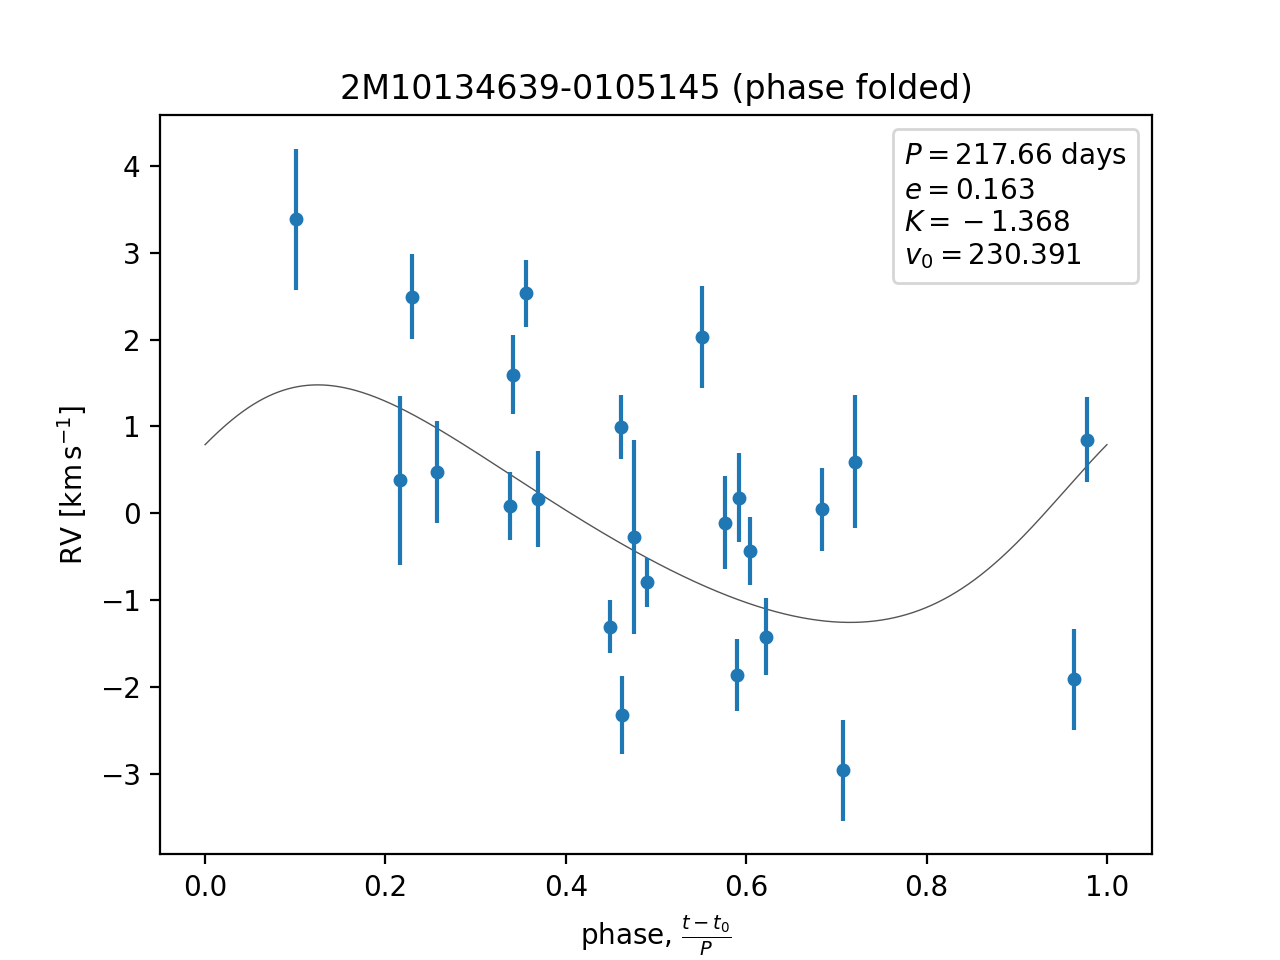 2M10134639-0105145 (phase folded)
P = 217.66 days
e = 0.163
K = −1.368
v₀ = 230.391
RV [km s⁻¹]
4
3
2
1
0
−1
−2
−3
0.0 0.2 0.4 0.6 0.8 1.0
phase, (t − t₀)/P